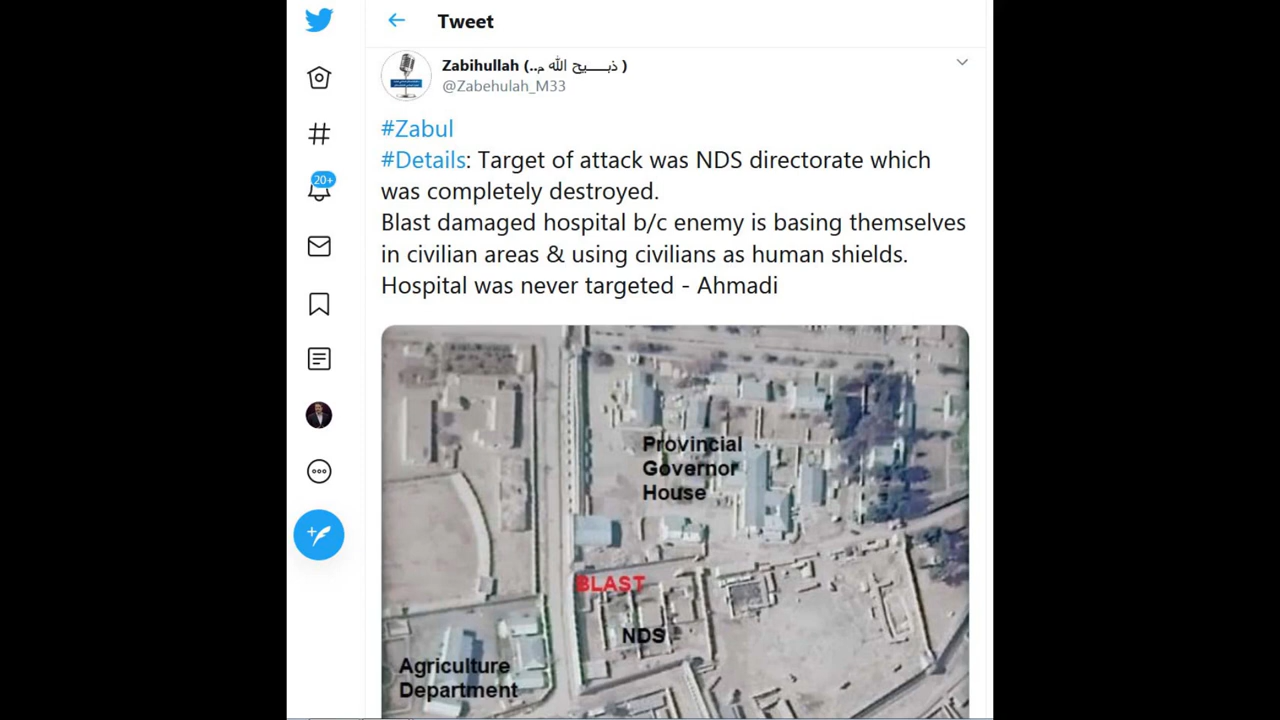 Tweet
Zabihullah (..ذبـــــیح الله م )
@Zabehulah_M33
20+
#Zabul
#Details: Target of attack was NDS directorate which
was completely destroyed.
Blast damaged hospital b/c enemy is basing themselves
in civilian areas & using civilians as human shields.
Hospital was never targeted - Ahmadi
Provincial
Governor
House
BLAST
NDS
Agriculture
Department